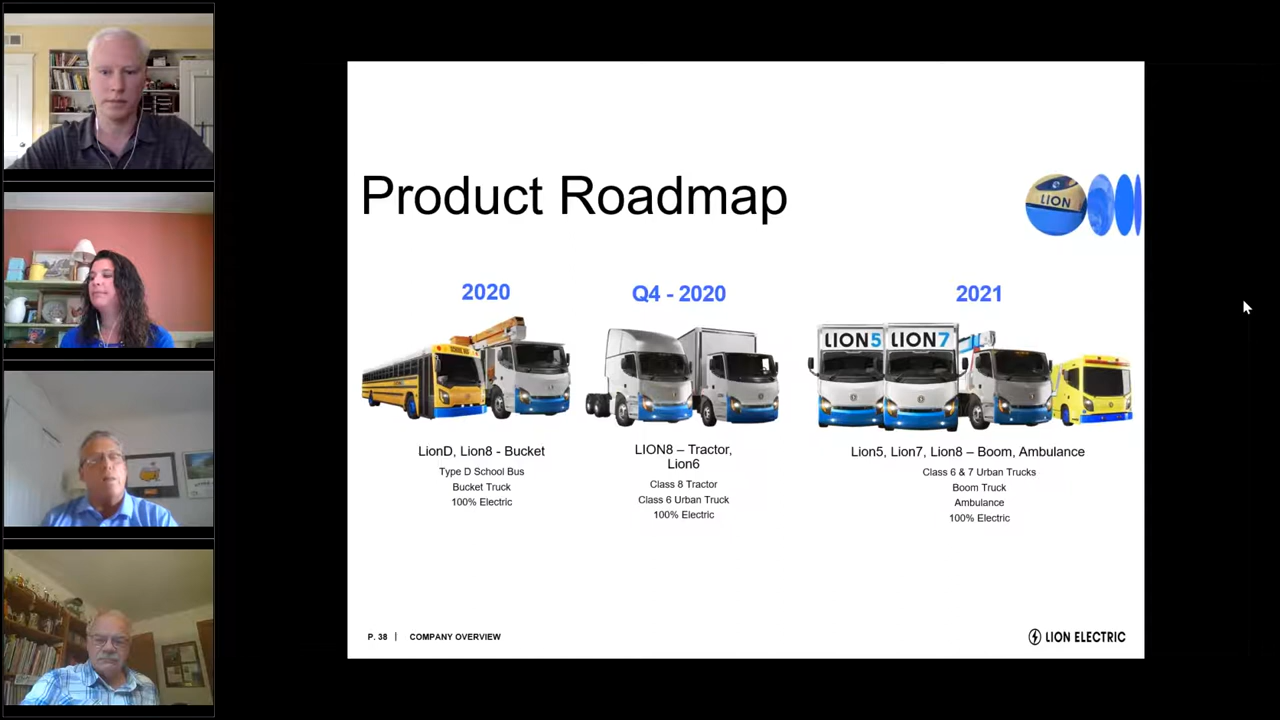 Product Roadmap
LION
2020
Q4 - 2020
2021
SCHOOL BUS
LION5
LION7
LionD, Lion8 - Bucket
Type D School Bus
Bucket Truck
100% Electric
LION8 – Tractor,
Lion6
Class 8 Tractor
Class 6 Urban Truck
100% Electric
Lion5, Lion7, Lion8 – Boom, Ambulance
Class 6 & 7 Urban Trucks
Boom Truck
Ambulance
100% Electric
P. 38 | COMPANY OVERVIEW
LION ELECTRIC